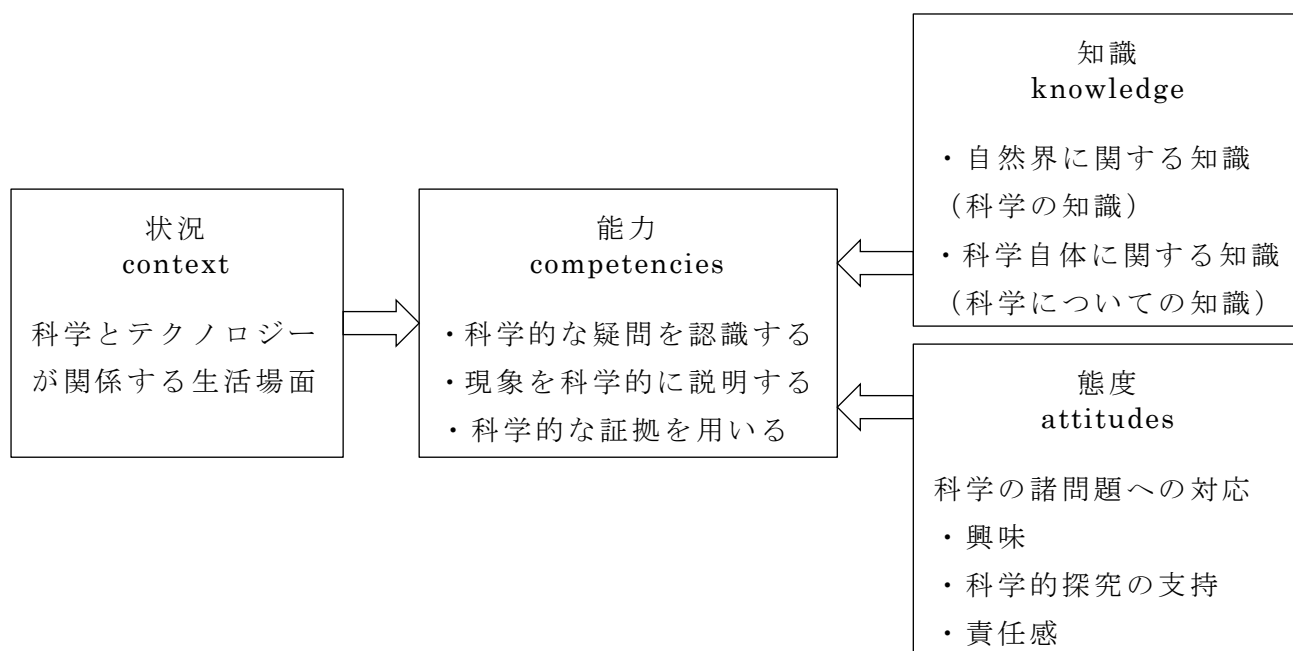 状況
context
科学とテクノロジー
が関係する生活場面
能力
competencies
・科学的な疑問を認識する
・現象を科学的に説明する
・科学的な証拠を用いる
知識
knowledge
・自然界に関する知識
（科学の知識）
・科学自体に関する知識
（科学についての知識）
態度
attitudes
科学の諸問題への対応
・興味
・科学的探究の支持
・責任感